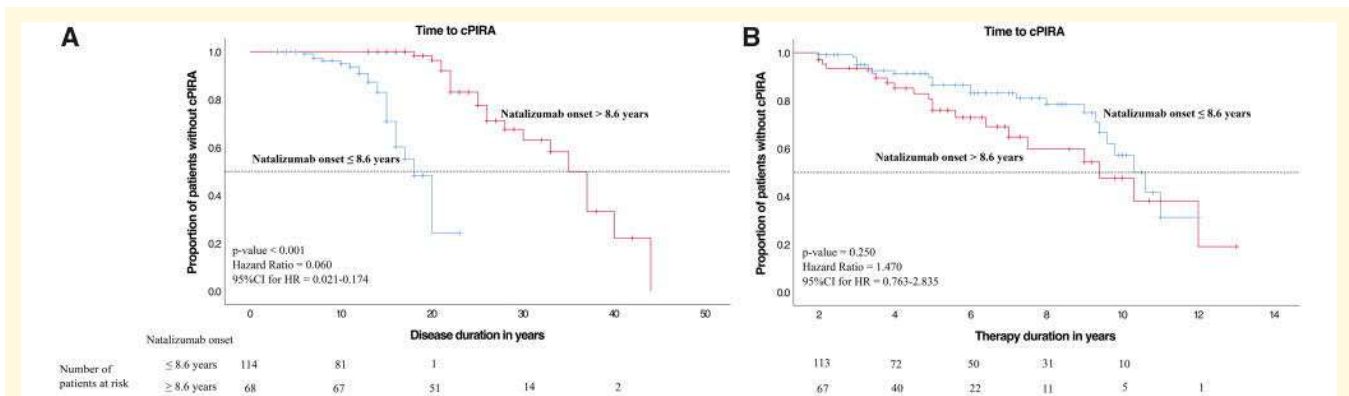 A
Time to cPIRA
Proportion of patients without cPIRA
1.0
0.8
0.6
0.4
0.2
0.0
Natalizumab onset > 8.6 years
Natalizumab onset ≤ 8.6 years
p-value < 0.001
Hazard Ratio = 0.060
95%CI for HR = 0.021-0.174
0 10 20 30 40 50
Disease duration in years
B
Time to cPIRA
Proportion of patients without cPIRA
1.0
0.8
0.6
0.4
0.2
0.0
Natalizumab onset ≤ 8.6 years
Natalizumab onset > 8.6 years
p-value = 0.250
Hazard Ratio = 1.470
95%CI for HR = 0.763-2.835
2 4 6 8 10 12 14
Therapy duration in years
Natalizumab onset
Number of
patients at risk
≤ 8.6 years 114 81 1
≥ 8.6 years 68 67 51 14 2
113 72 50 31 10
67 40 22 11 5 1